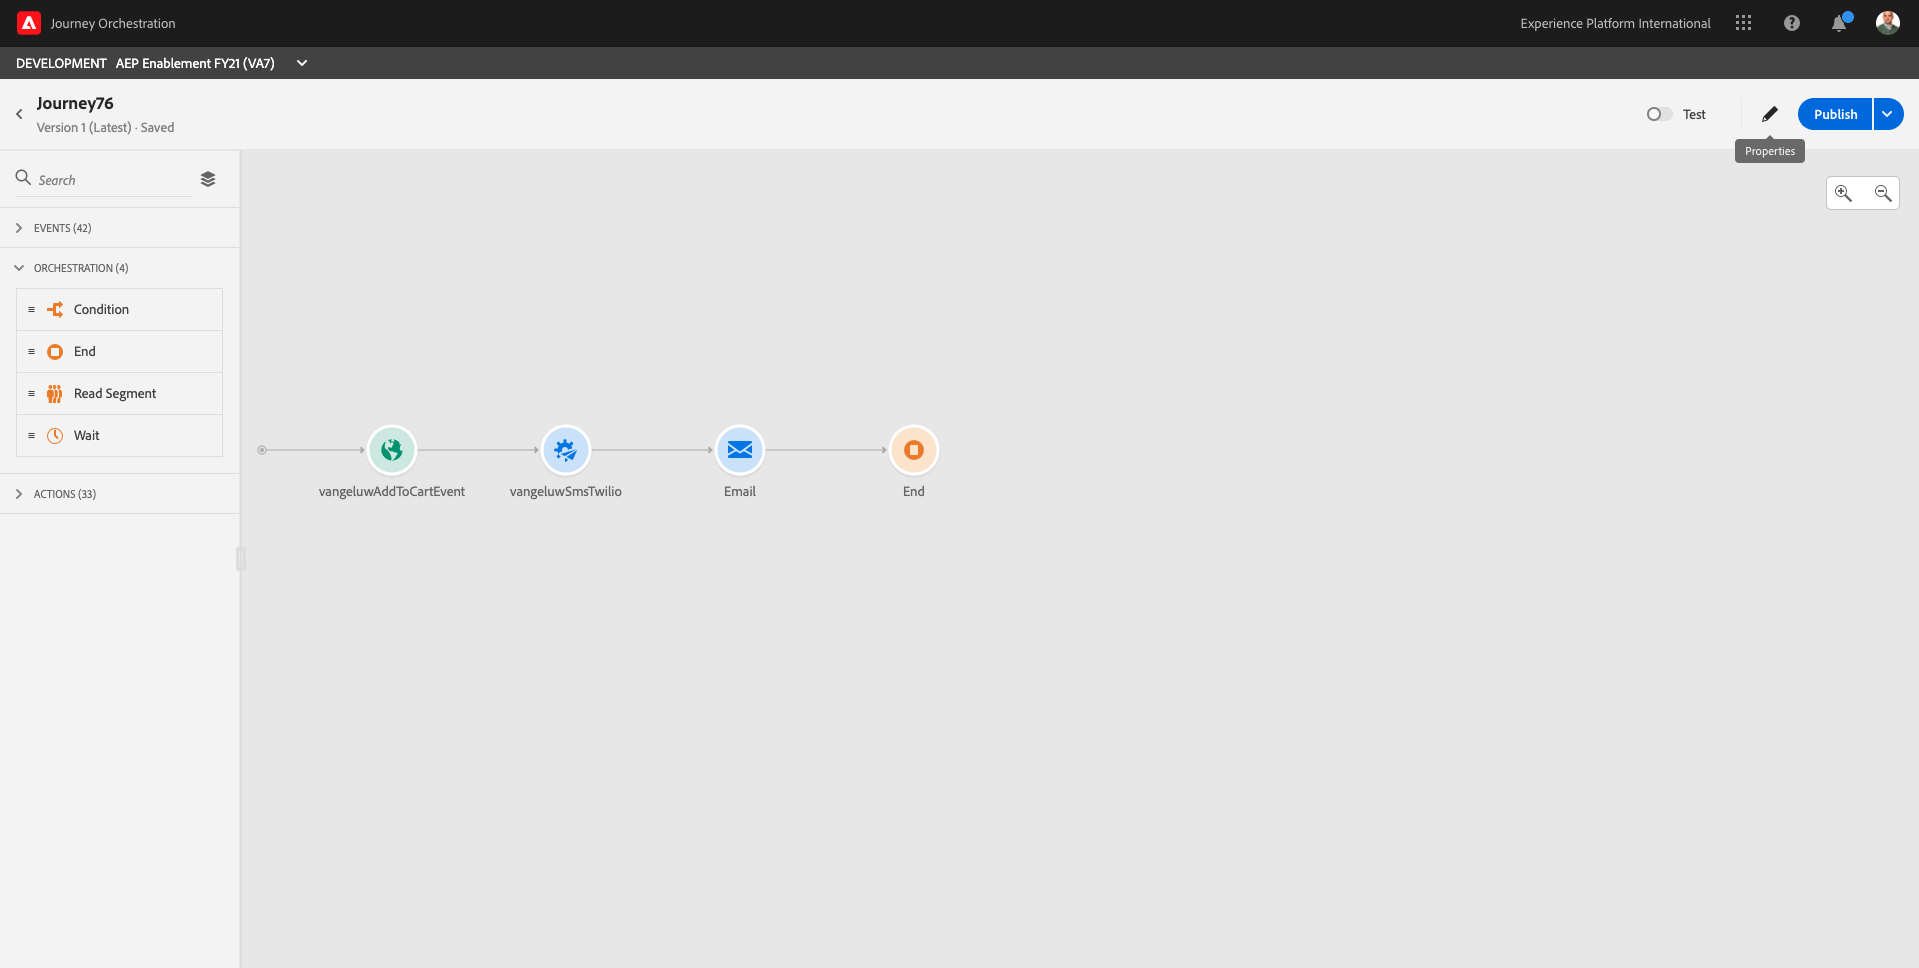 Journey Orchestration
Experience Platform International
DEVELOPMENT AEP Enablement FY21 (VA7)
Journey76
Version 1 (Latest) · Saved
Test
Publish
Properties
Search
EVENTS (42)
ORCHESTRATION (4)
Condition
End
Read Segment
Wait
ACTIONS (33)
vangeluwAddToCartEvent
vangeluwSmsTwilio
Email
End